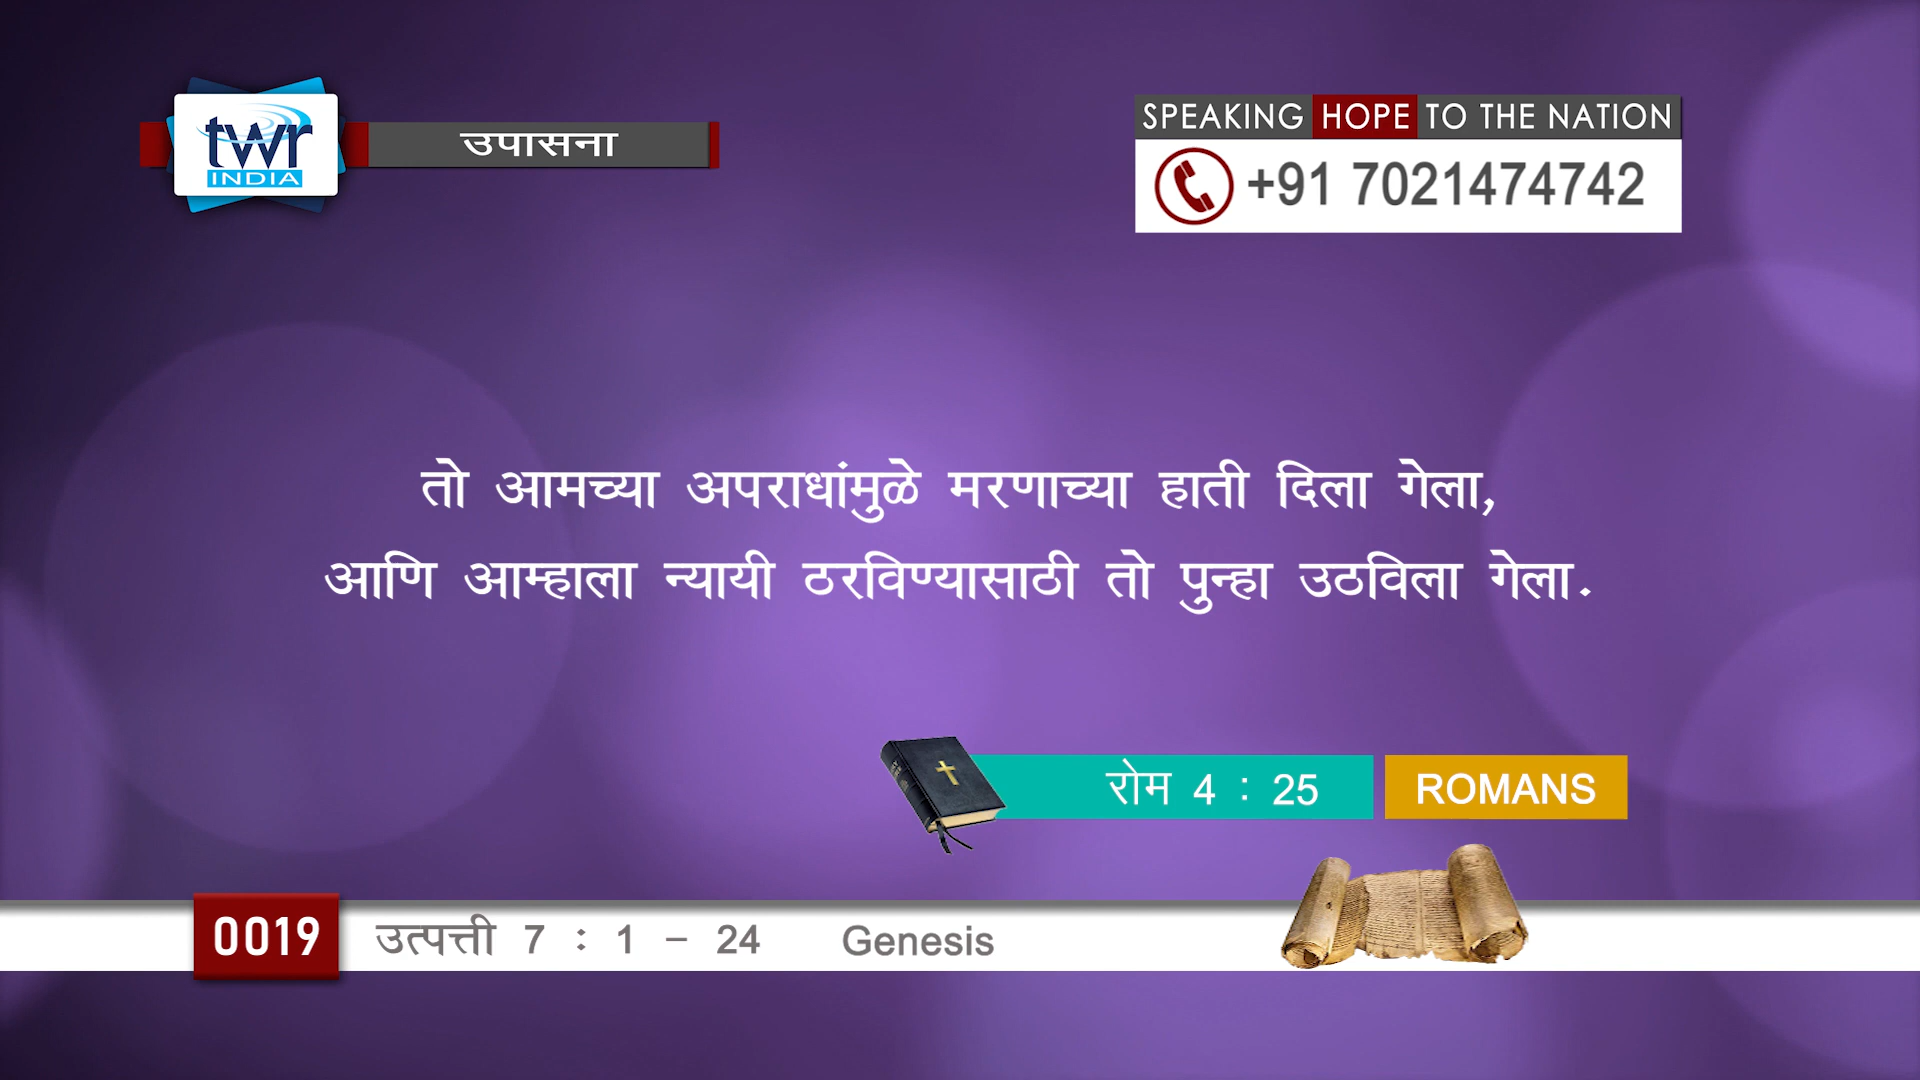 twr
INDIA
उपासना
SPEAKING HOPE TO THE NATION
+91 7021474742
तो आमच्या अपराधांमुळे मरणाच्या हाती दिला गेला,
आणि आम्हाला न्यायी ठरविण्यासाठी तो पुन्हा उठविला गेला.
रोम 4 : 25
ROMANS
0019
उत्पत्ती 7 : 1 – 24 Genesis